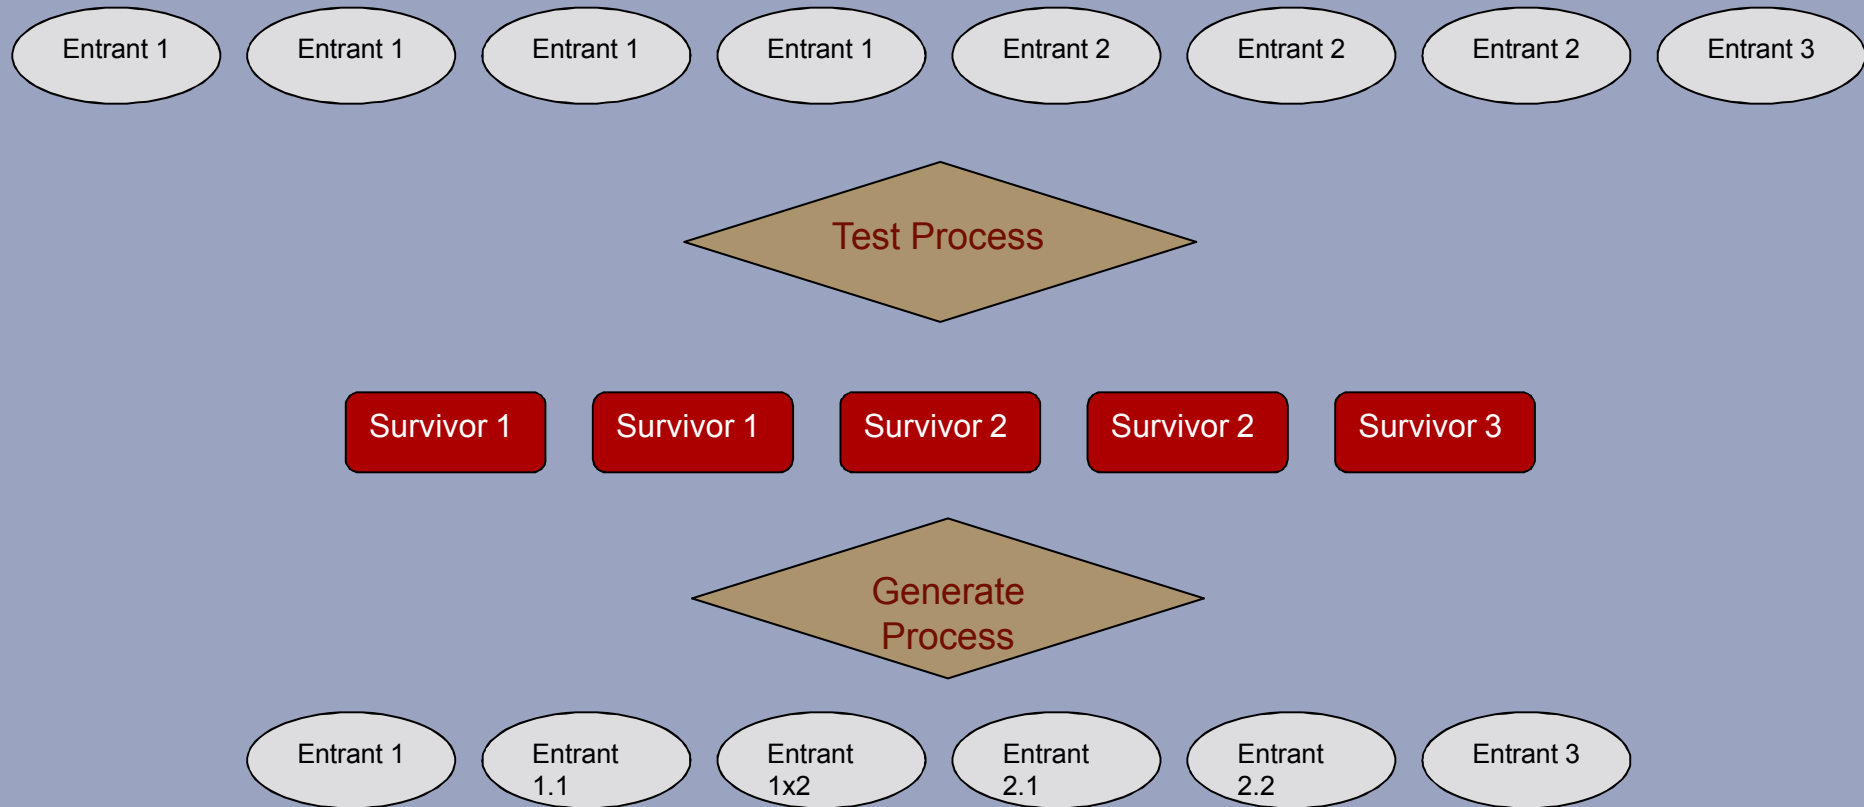 Entrant 1
Entrant 1
Entrant 1
Entrant 1
Entrant 2
Entrant 2
Entrant 2
Entrant 3
Test Process
Survivor 1
Survivor 1
Survivor 2
Survivor 2
Survivor 3
Generate
Process
Entrant 1
Entrant
1.1
Entrant
1x2
Entrant
2.1
Entrant
2.2
Entrant 3